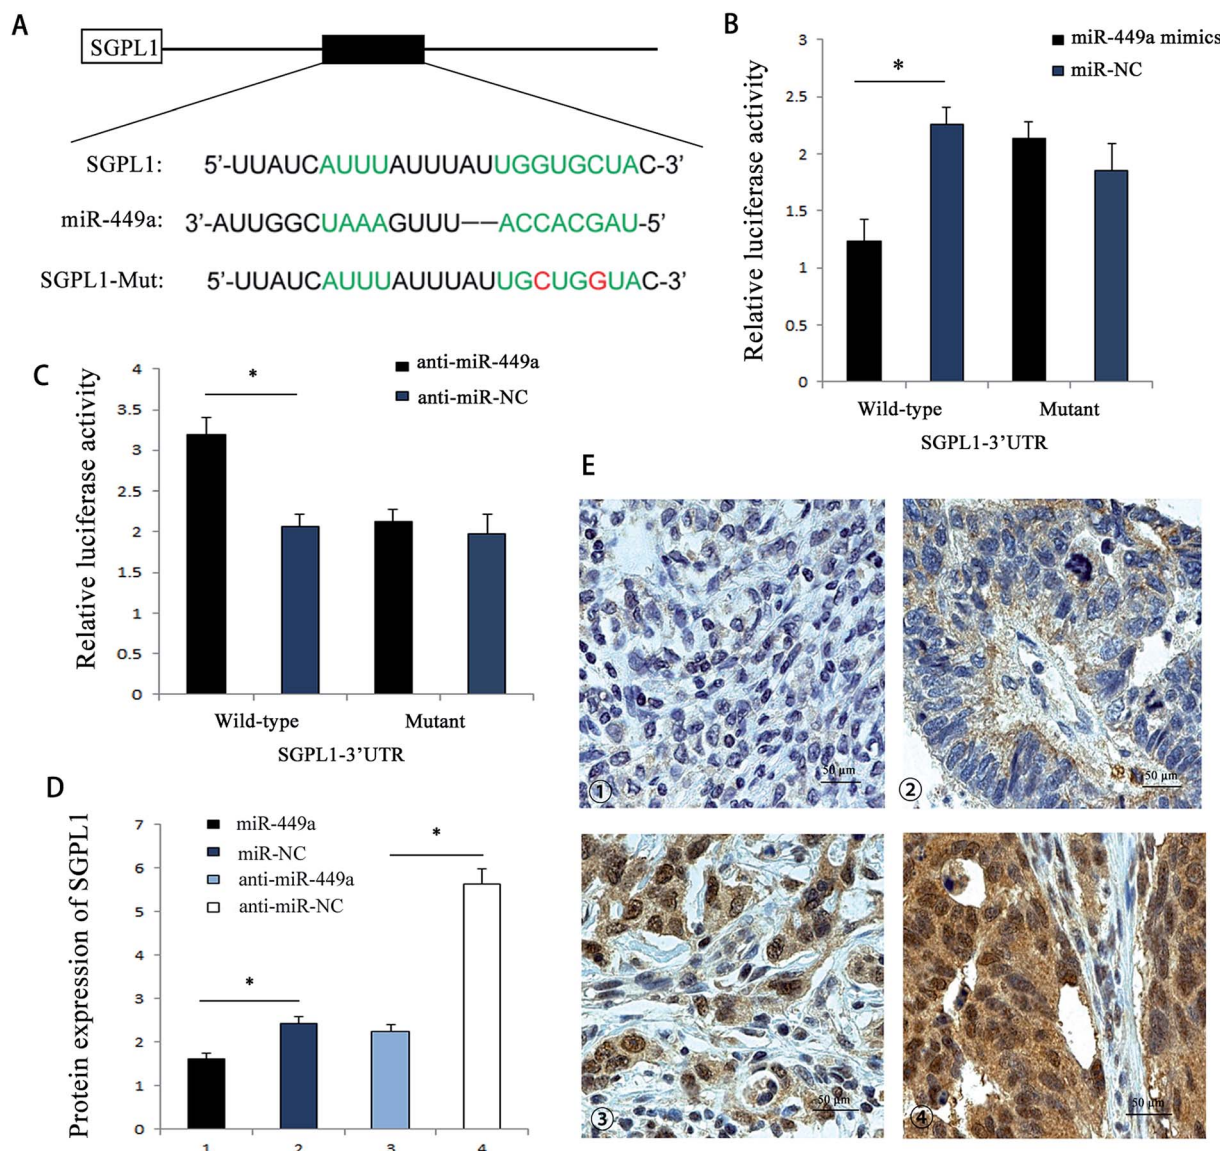 A
SGPL1
SGPL1: 5’-UUAUCAUUUAUUUAUUGGUGCUAC-3’
miR-449a: 3’-AUUGGCUAAAGUUU——ACCACGAU-5’
SGPL1-Mut: 5’-UUAUCAUUUAUUUAUUGCUGGUAC-3’
B
miR-449a mimics
miR-NC
Relative luciferase activity
3
2.5
2
1.5
1
0.5
0
*
Wild-type Mutant
SGPL1-3’UTR
C
anti-miR-449a
anti-miR-NC
Relative luciferase activity
4
3.5
3
2.5
2
1.5
1
0.5
0
*
Wild-type Mutant
SGPL1-3’UTR
D
miR-449a
miR-NC
anti-miR-449a
anti-miR-NC
Protein expression of SGPL1
7
6
5
4
3
2
1
0
*
*
1 2 3 4
E
50 µm
①
50 µm
②
50 µm
③
50 µm
④